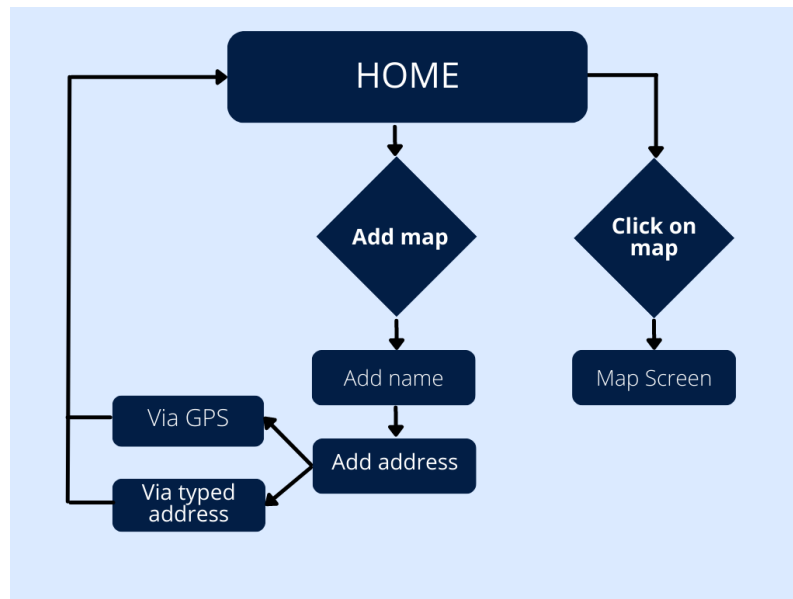 HOME
Add map
Click on
map
Add name
Map Screen
Via GPS
Add address
Via typed
address